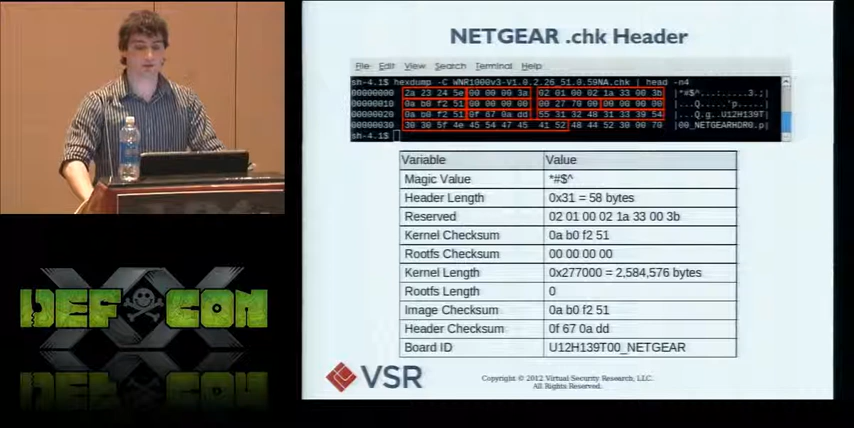 NETGEAR .chk Header
File Edit View Search Terminal Help
sh-4.1$ hexdump -C WNR1000v3-V1.0.2.26_51.0.59NA.chk | head -n4
00000000 2a 23 24 5e 00 00 00 3a 02 01 00 02 1a 33 00 3b |*#$^...:.....3.;|
00000010 0a b0 f2 51 00 00 00 00 00 27 70 00 00 00 00 00 |...Q.....'p.....|
00000020 0a b0 f2 51 0f 67 0a dd 55 31 32 48 31 33 39 54 |...Q.g..U12H139T|
00000030 30 30 5f 4e 45 54 47 45 41 52 48 44 52 30 00 70 |00_NETGEARHDR0.p|
sh-4.1$
Variable Value
Magic Value *#$^
Header Length 0x31 = 58 bytes
Reserved 02 01 00 02 1a 33 00 3b
Kernel Checksum 0a b0 f2 51
Rootfs Checksum 00 00 00 00
Kernel Length 0x277000 = 2,584,576 bytes
Rootfs Length 0
Image Checksum 0a b0 f2 51
Header Checksum 0f 67 0a dd
Board ID U12H139T00_NETGEAR
DEFCON
XX
VSR
Copyright © 2012 Virtual Security Research, LLC.
All Rights Reserved.